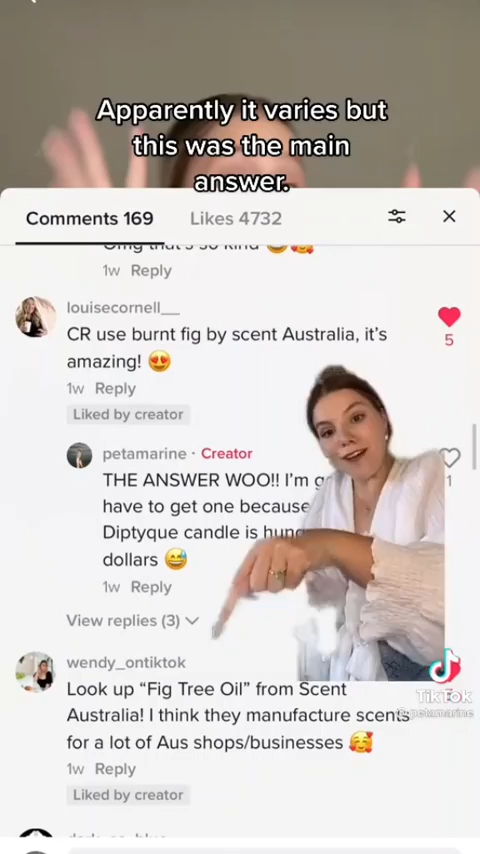 Apparently it varies but
this was the main
answer.
Comments 169
Likes 4732
Omg that's so kind
1w Reply
louisecornell__
CR use burnt fig by scent Australia, it's
amazing! 😍
5
1w Reply
Liked by creator
petamarine · Creator
THE ANSWER WOO!! I'm
have to get one because
1
Diptyque candle is
dollars 😅
1w Reply
View replies (3)
wendy_ontiktok
Look up “Fig Tree Oil” from Scent
Australia! I think they manufacture scents
for a lot of Aus shops/businesses 🥰
1w Reply
Liked by creator
TikTok
@petamarine